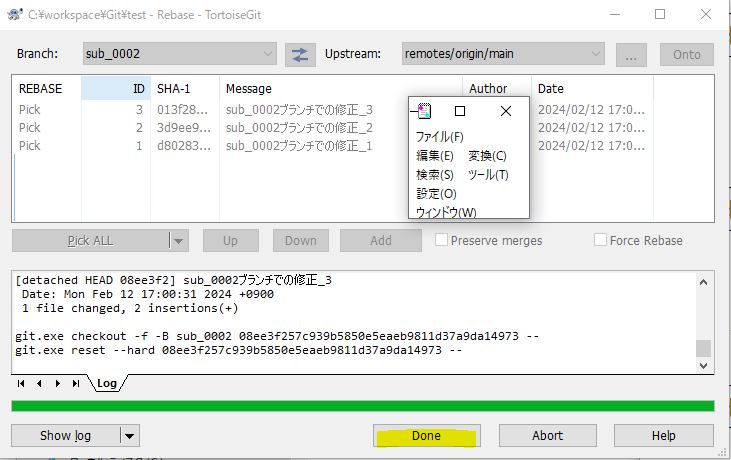 C:¥workspace¥Git¥test - Rebase - TortoiseGit
Branch: sub_0002 Upstream: remotes/origin/main ... Onto
REBASE ID SHA-1 Message Author Date
Pick 3 013f28... sub_0002ブランチでの修正_3 2024/02/12 17:0...
Pick 2 3d9ee9... sub_0002ブランチでの修正_2 2024/02/12 17:0...
Pick 1 d80283... sub_0002ブランチでの修正_1 2024/02/12 17:0...
ファイル(F)
編集(E) 変換(C)
検索(S) ツール(T)
設定(O)
ウィンドウ(W)
Pick ALL Up Down Add Preserve merges Force Rebase
[detached HEAD 08ee3f2] sub_0002ブランチでの修正_3
Date: Mon Feb 12 17:00:31 2024 +0900
1 file changed, 2 insertions(+)
git.exe checkout -f -B sub_0002 08ee3f257c939b5850e5eaeb9811d37a9da14973 --
git.exe reset --hard 08ee3f257c939b5850e5eaeb9811d37a9da14973 --
Log
Show log Done Abort Help